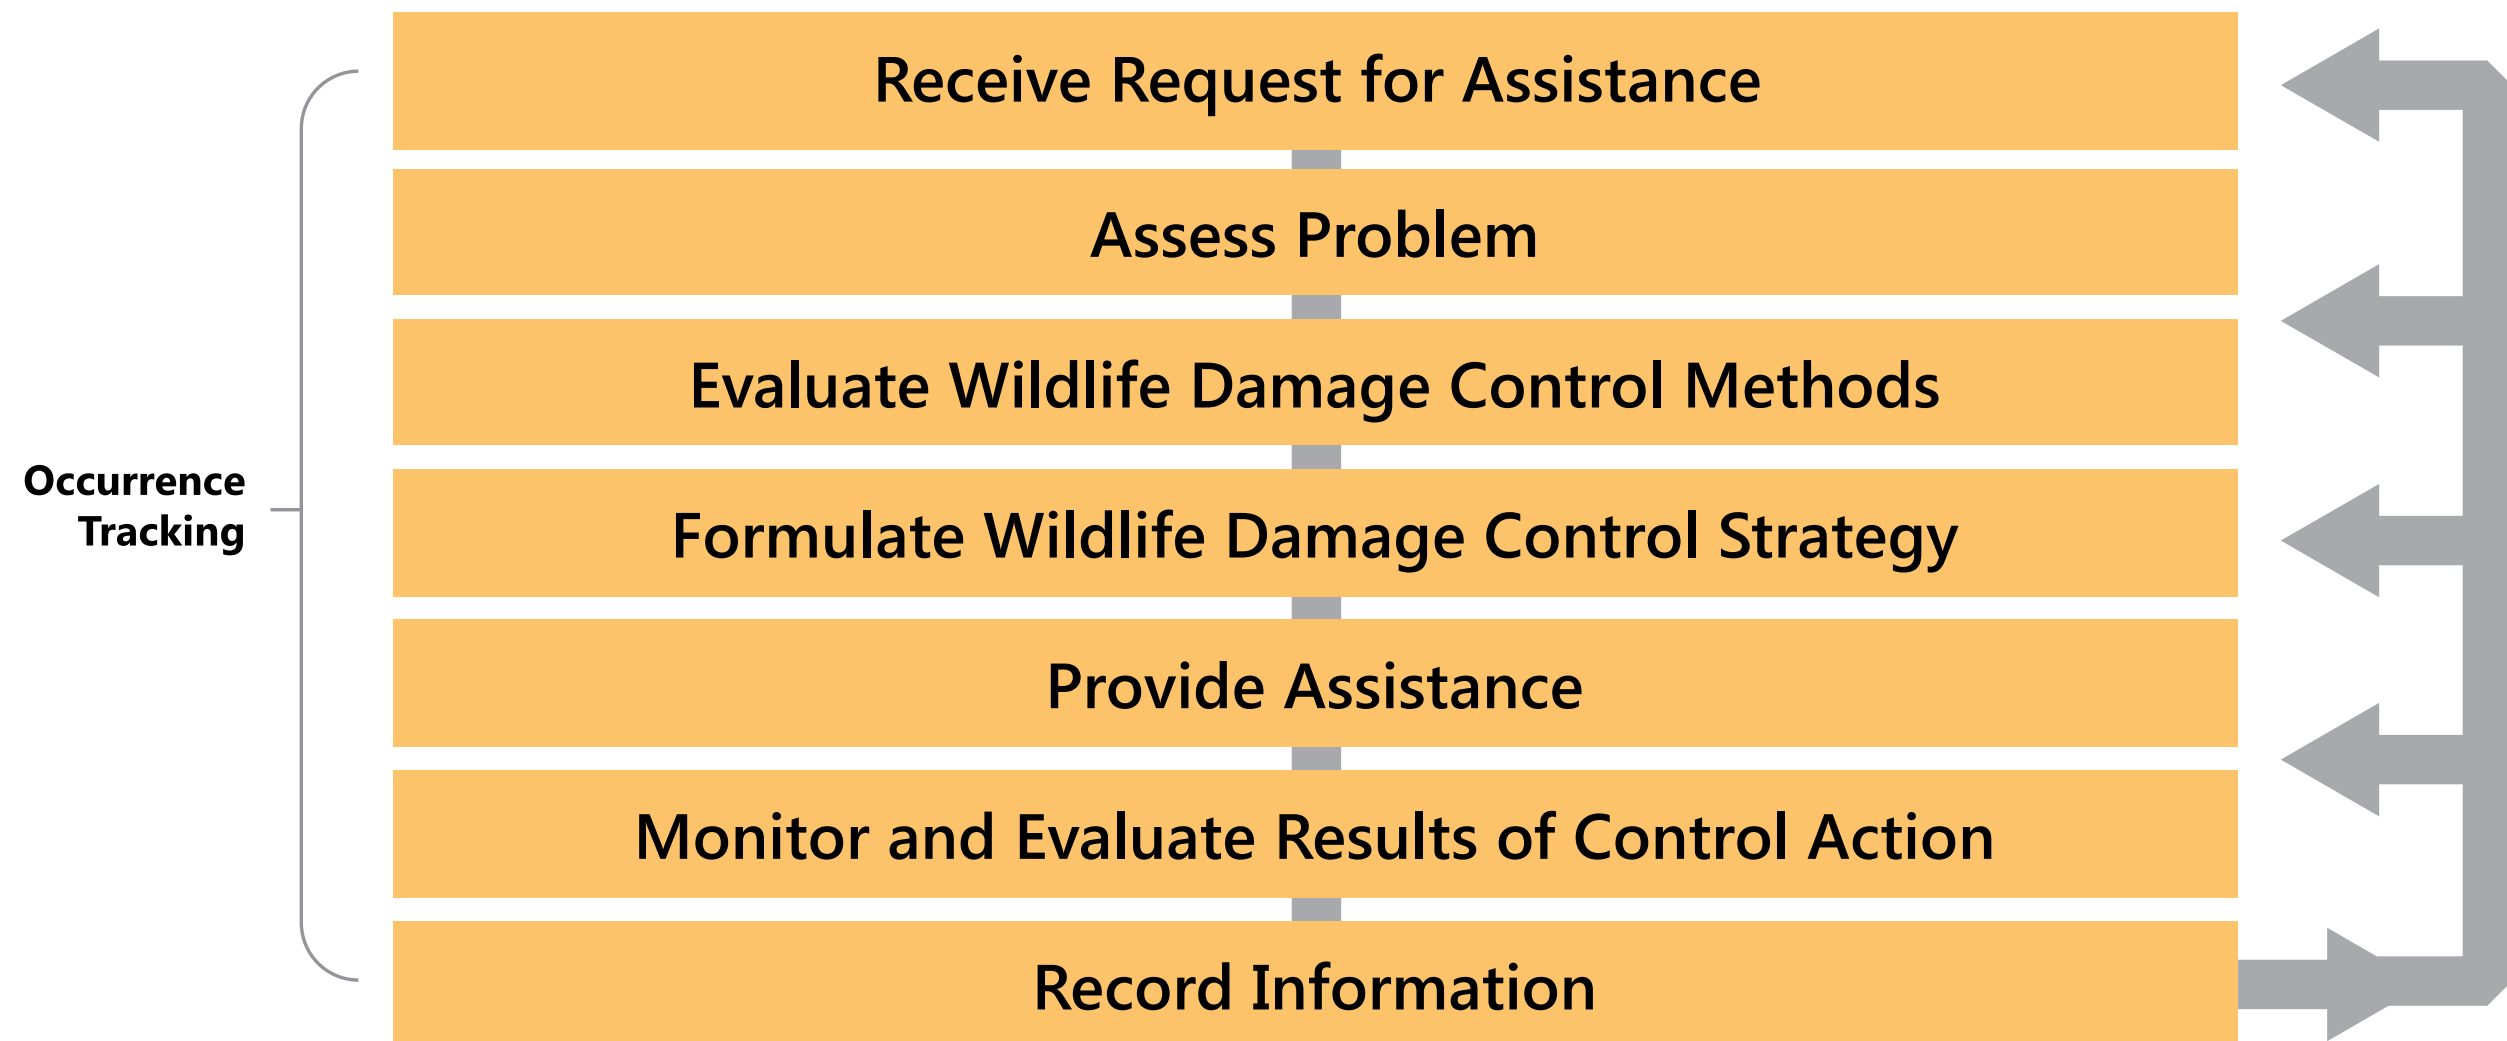 Receive Request for Assistance
Assess Problem
Evaluate Wildlife Damage Control Methods
Occurrence
Tracking
Formulate Wildlife Damage Control Strategy
Provide Assistance
Monitor and Evaluate Results of Control Action
Record Information